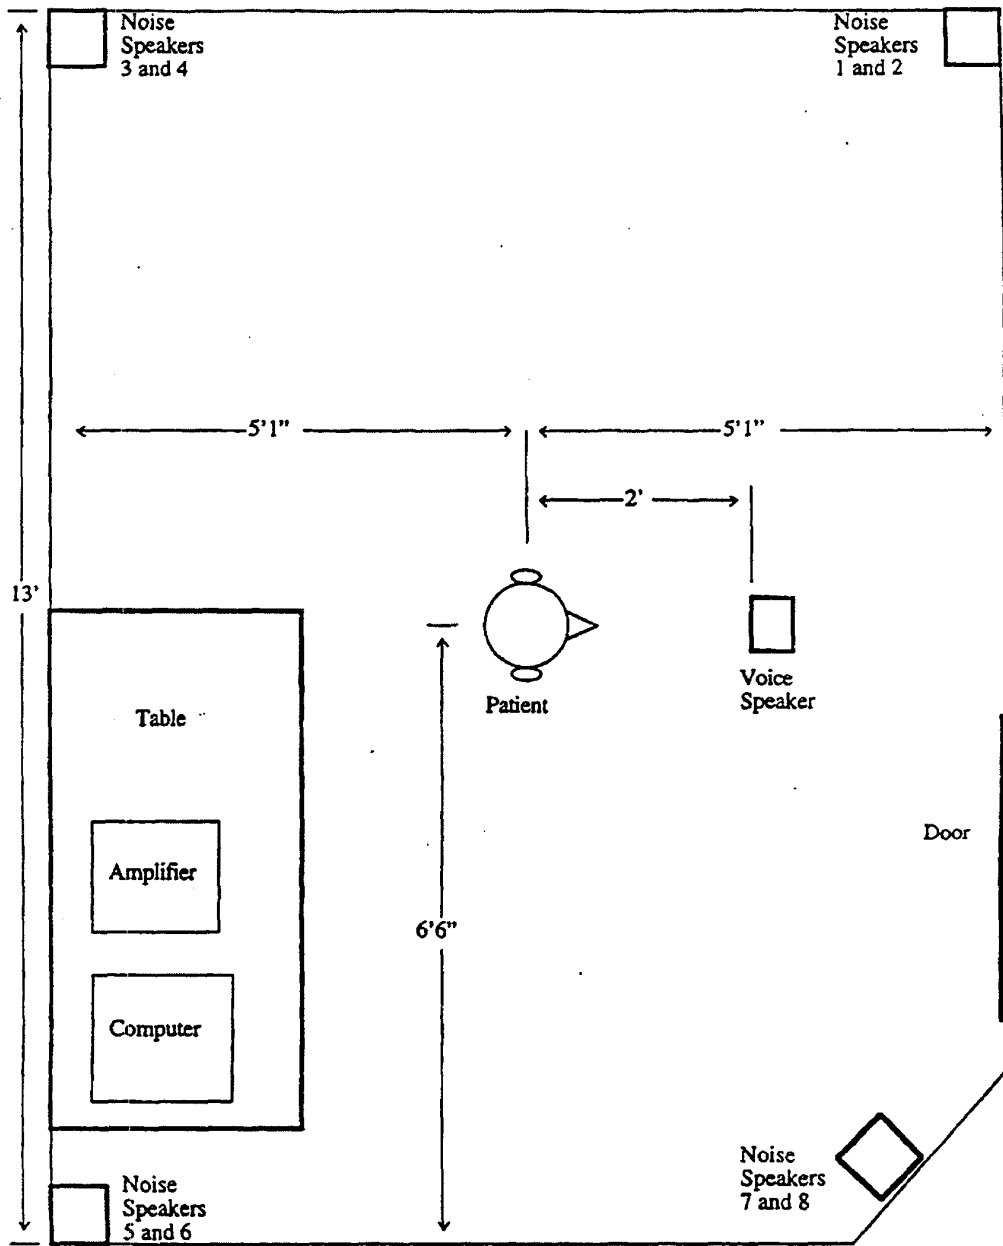 Noise
Speakers
3 and 4
Noise
Speakers
1 and 2
5'1"
5'1"
2'
13'
Patient
Voice
Speaker
Table
Door
Amplifier
6'6"
Computer
Noise
Speakers
7 and 8
Noise
Speakers
5 and 6